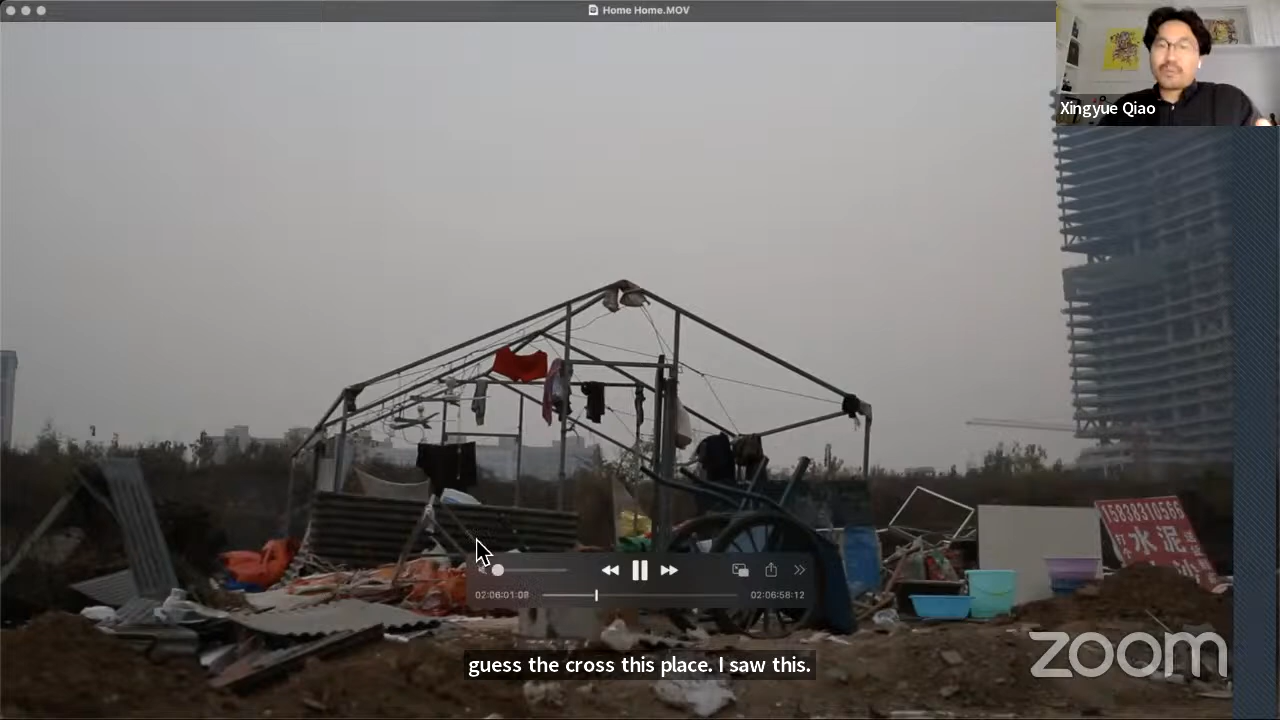 Home Home.MOV
Xingyue Qiao
15838310566
水泥
02:06:01:08
02:06:58:12
guess the cross this place. I saw this.
zoom